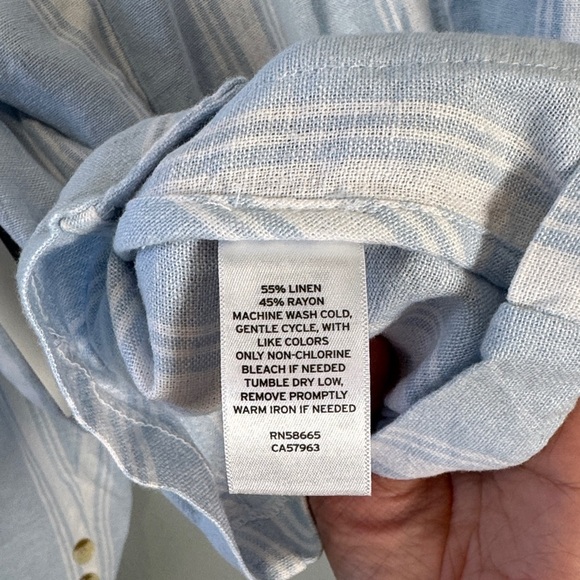 55% LINEN
45% RAYON
MACHINE WASH COLD,
GENTLE CYCLE, WITH
LIKE COLORS
ONLY NON-CHLORINE
BLEACH IF NEEDED
TUMBLE DRY LOW,
REMOVE PROMPTLY
WARM IRON IF NEEDED
RN58665
CA57963